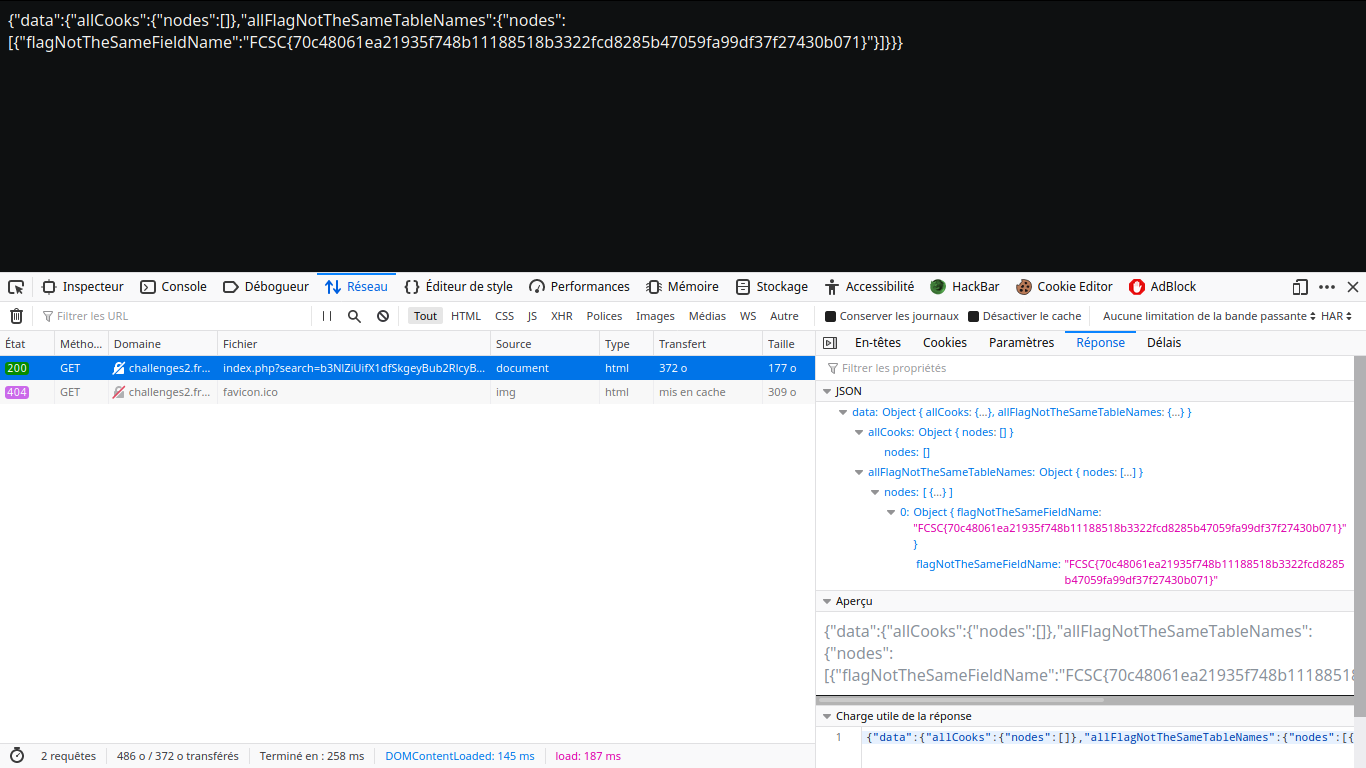 {"data":{"allCooks":{"nodes":[]},"allFlagNotTheSameTableNames":{"nodes":
[{"flagNotTheSameFieldName":"FCSC{70c48061ea21935f748b11188518b3322fcd8285b47059fa99df37f27430b071}"}]}}}
Inspecteur Console Débogueur Réseau Éditeur de style Performances Mémoire Stockage Accessibilité HackBar Cookie Editor AdBlock
Filtrer les URL Tout HTML CSS JS XHR Polices Images Médias WS Autre Conserver les journaux Désactiver le cache Aucune limitation de la bande passante HAR
État Métho... Domaine Fichier Source Type Transfert Taille
200 GET challenges2.fr... index.php?search=b3NlZiUifX1dfSkgeyBub2RlcyB... document html 372 o 177 o
404 GET challenges2.fr... favicon.ico img html mis en cache 309 o
En-têtes Cookies Paramètres Réponse Délais
Filtrer les propriétés
JSON
data: Object { allCooks: {...}, allFlagNotTheSameTableNames: {...} }
allCooks: Object { nodes: [] }
nodes: []
allFlagNotTheSameTableNames: Object { nodes: [...] }
nodes: [ {...} ]
0: Object { flagNotTheSameFieldName:
"FCSC{70c48061ea21935f748b11188518b3322fcd8285b47059fa99df37f27430b071}"
}
flagNotTheSameFieldName: "FCSC{70c48061ea21935f748b11188518b3322fcd8285
b47059fa99df37f27430b071}"
Aperçu
{"data":{"allCooks":{"nodes":[]},"allFlagNotTheSameTableNames":
{"nodes":
[{"flagNotTheSameFieldName":"FCSC{70c48061ea21935f748b1118851
Charge utile de la réponse
1 {"data":{"allCooks":{"nodes":[]},"allFlagNotTheSameTableNames":{"nodes":[{
2 requêtes 486 o / 372 o transférés Terminé en : 258 ms DOMContentLoaded: 145 ms load: 187 ms